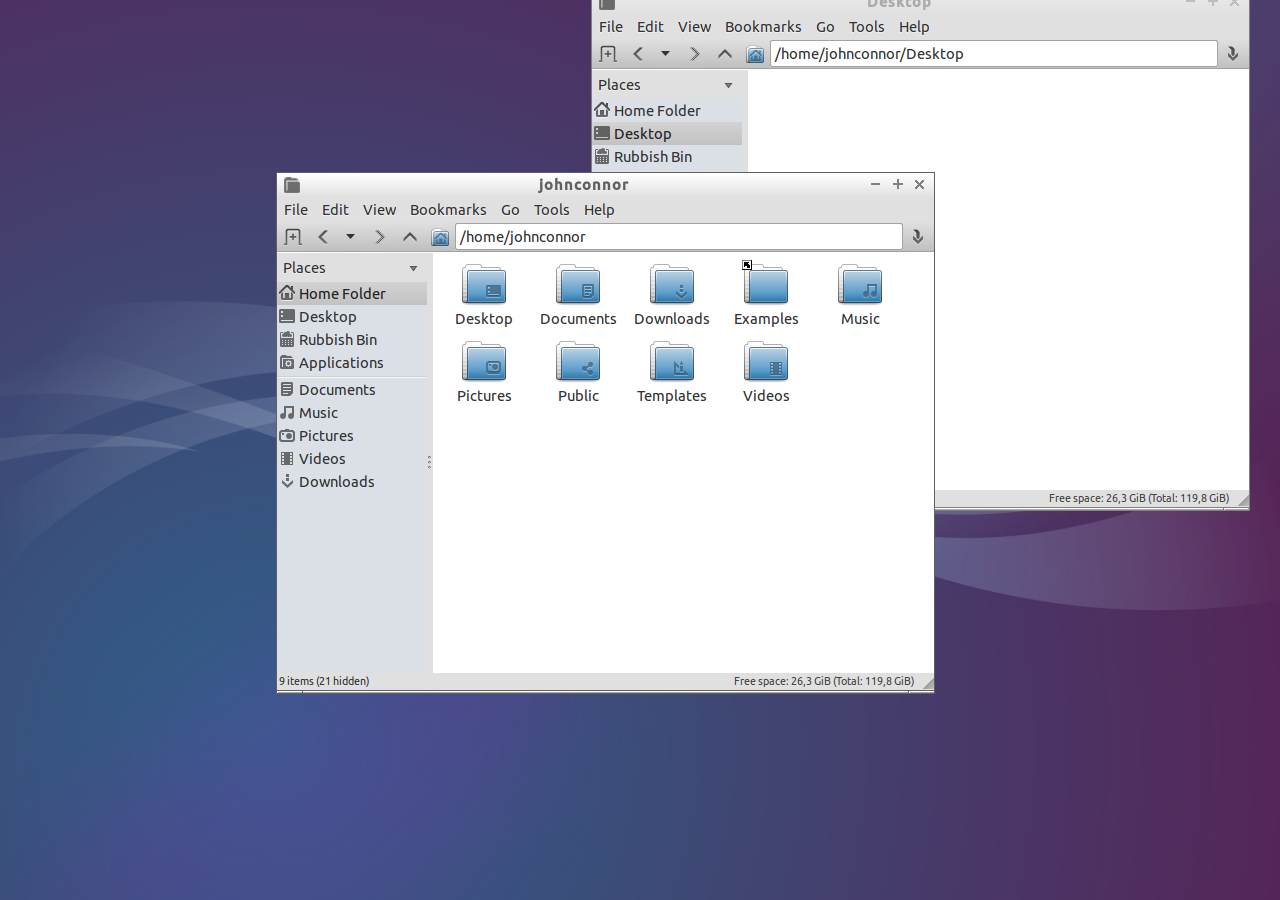 Desktop
File Edit View Bookmarks Go Tools Help
/home/johnconnor/Desktop
Places
Home Folder
Desktop
Rubbish Bin
Free space: 26,3 GiB (Total: 119,8 GiB)
johnconnor
File Edit View Bookmarks Go Tools Help
/home/johnconnor
Places
Home Folder
Desktop
Rubbish Bin
Applications
Documents
Music
Pictures
Videos
Downloads
Desktop Documents Downloads Examples Music
Pictures Public Templates Videos
9 items (21 hidden) Free space: 26,3 GiB (Total: 119,8 GiB)